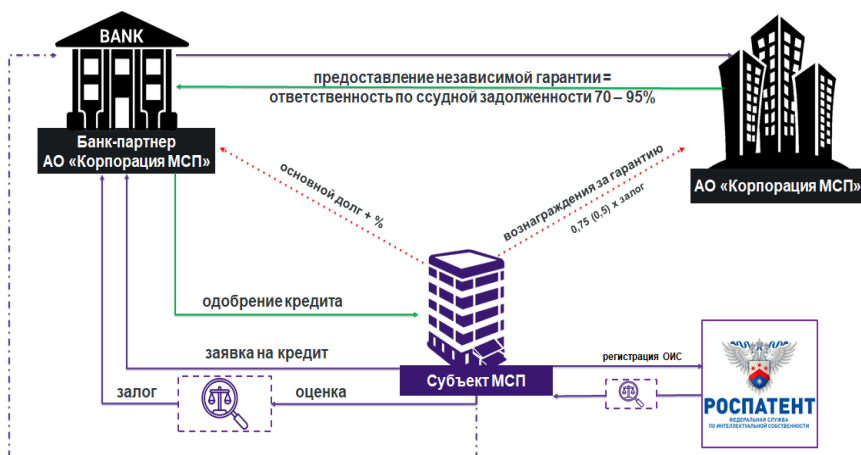 BANK
предоставление независимой гарантии =
ответственность по ссудной задолженности 70 – 95%
Банк-партнер
АО «Корпорация МСП»
АО «Корпорация МСП»
основной долг + %
вознаграждения за гарантию
0,75 (0,5) х залог
одобрение кредита
заявка на кредит
регистрация ОИС
Субъект МСП
залог
оценка
РОСПАТЕНТ
ФЕДЕРАЛЬНАЯ СЛУЖБА
ПО ИНТЕЛЛЕКТУАЛЬНОЙ СОБСТВЕННОСТИ